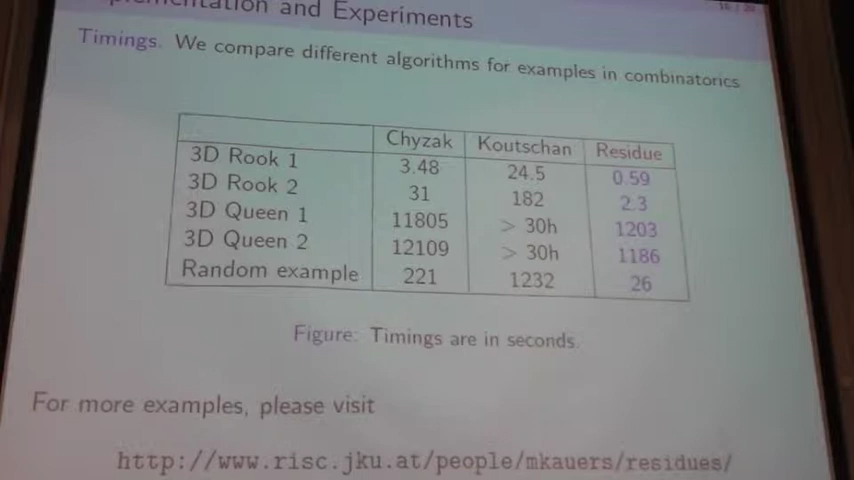 and Experiments
Timings. We compare different algorithms for examples in combinatorics
Chyzak Koutschan Residue
3D Rook 1 3.48 24.5 0.59
3D Rook 2 31 182 2.3
3D Queen 1 11805 > 30h 1203
3D Queen 2 12109 > 30h 1186
Random example 221 1232 26
Figure: Timings are in seconds.
For more examples, please visit
http://www.risc.jku.at/people/mkauers/residues/